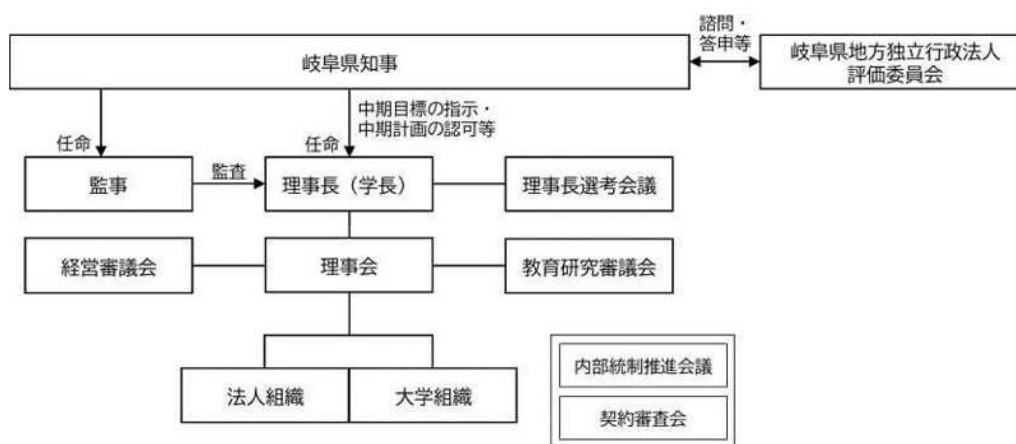 諮問・
答申等
岐阜県知事
岐阜県地方独立行政法人
評価委員会
中期目標の指示・
中期計画の認可等
任命
任命
監事
監査
理事長（学長）
理事長選考会議
経営審議会
理事会
教育研究審議会
内部統制推進会議
法人組織
大学組織
契約審査会